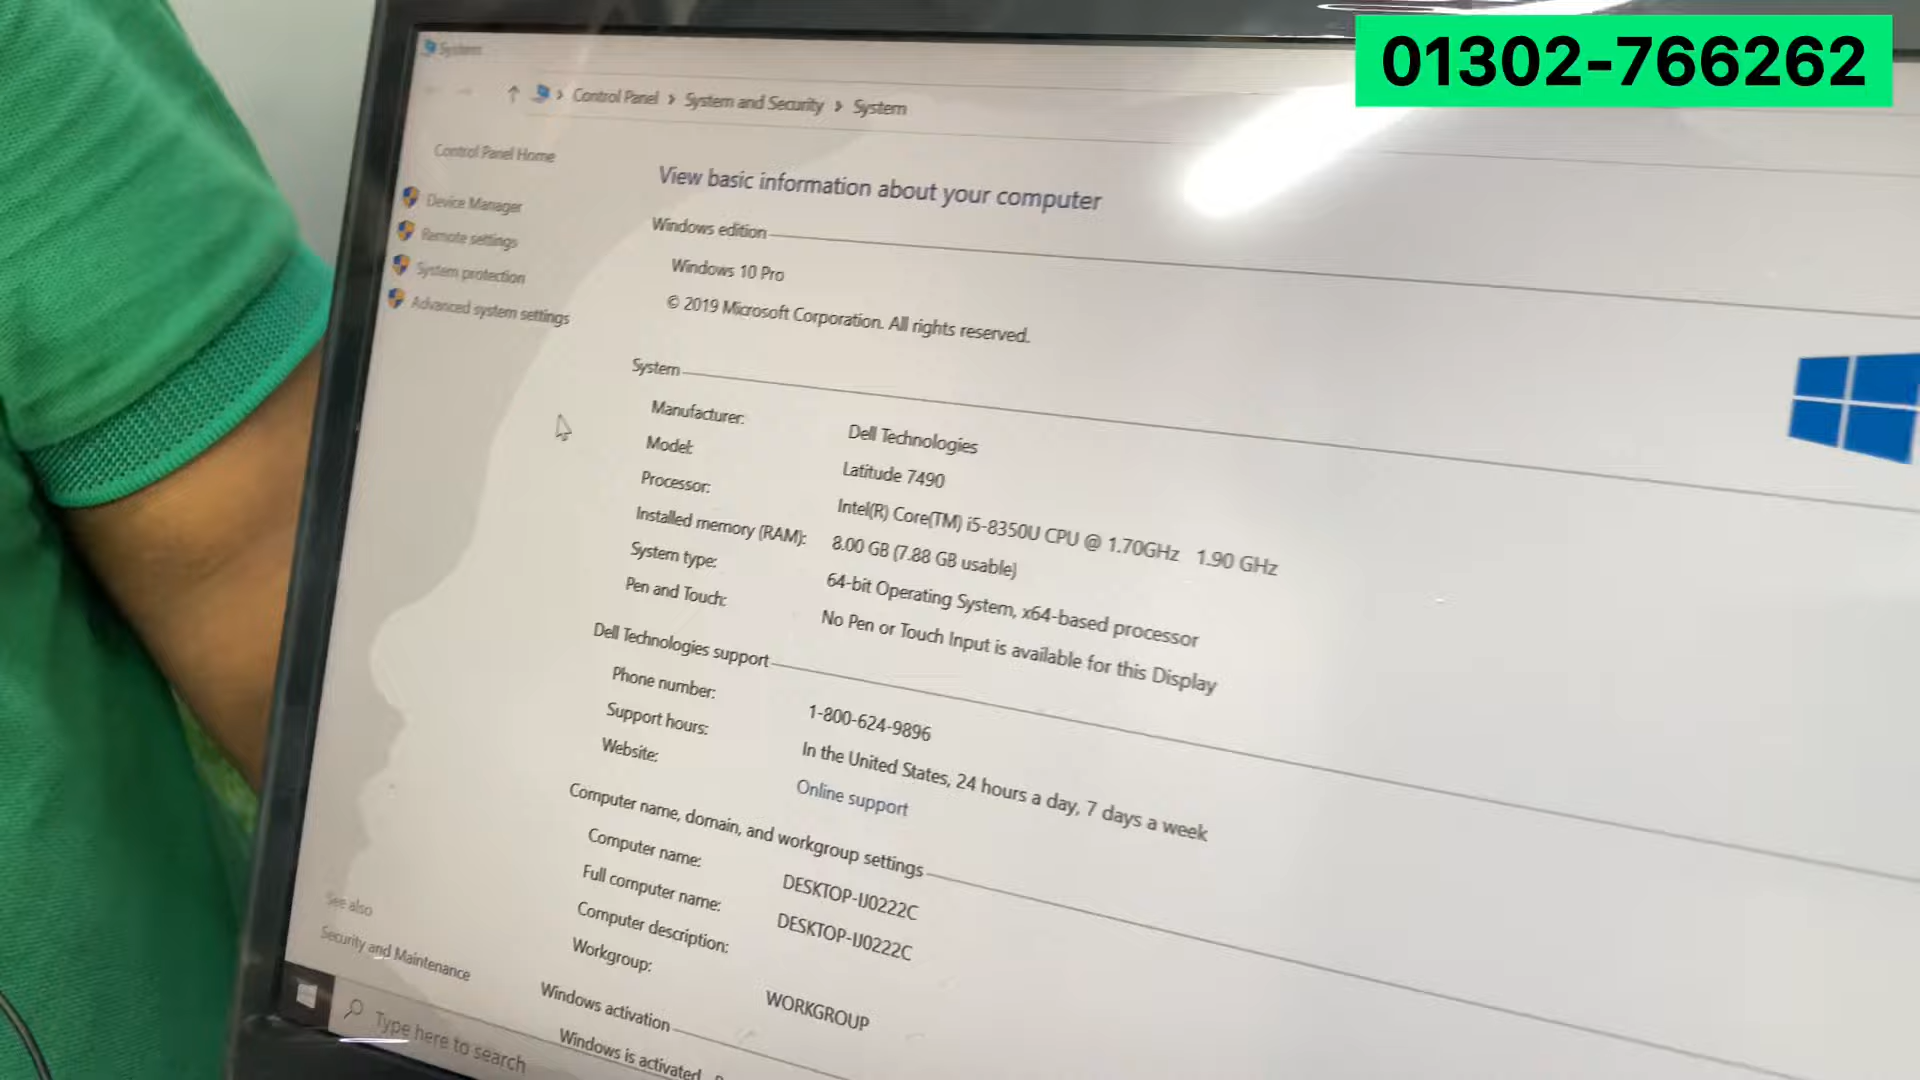 01302-766262
System
Control Panel > System and Security > System
Control Panel Home
Device Manager
Remote settings
System protection
Advanced system settings
View basic information about your computer
Windows edition
Windows 10 Pro
© 2019 Microsoft Corporation. All rights reserved.
System
Manufacturer: Dell Technologies
Model: Latitude 7490
Processor: Intel(R) Core(TM) i5-8350U CPU @ 1.70GHz 1.90 GHz
Installed memory (RAM): 8.00 GB (7.88 GB usable)
System type: 64-bit Operating System, x64-based processor
Pen and Touch: No Pen or Touch Input is available for this Display
Dell Technologies support
Phone number: 1-800-624-9896
Support hours: In the United States, 24 hours a day, 7 days a week
Website: Online support
Computer name, domain, and workgroup settings
Computer name: DESKTOP-IJ0222C
Full computer name: DESKTOP-IJ0222C
Computer description:
Workgroup: WORKGROUP
Windows activation
Windows is activated
See also
Security and Maintenance
Type here to search